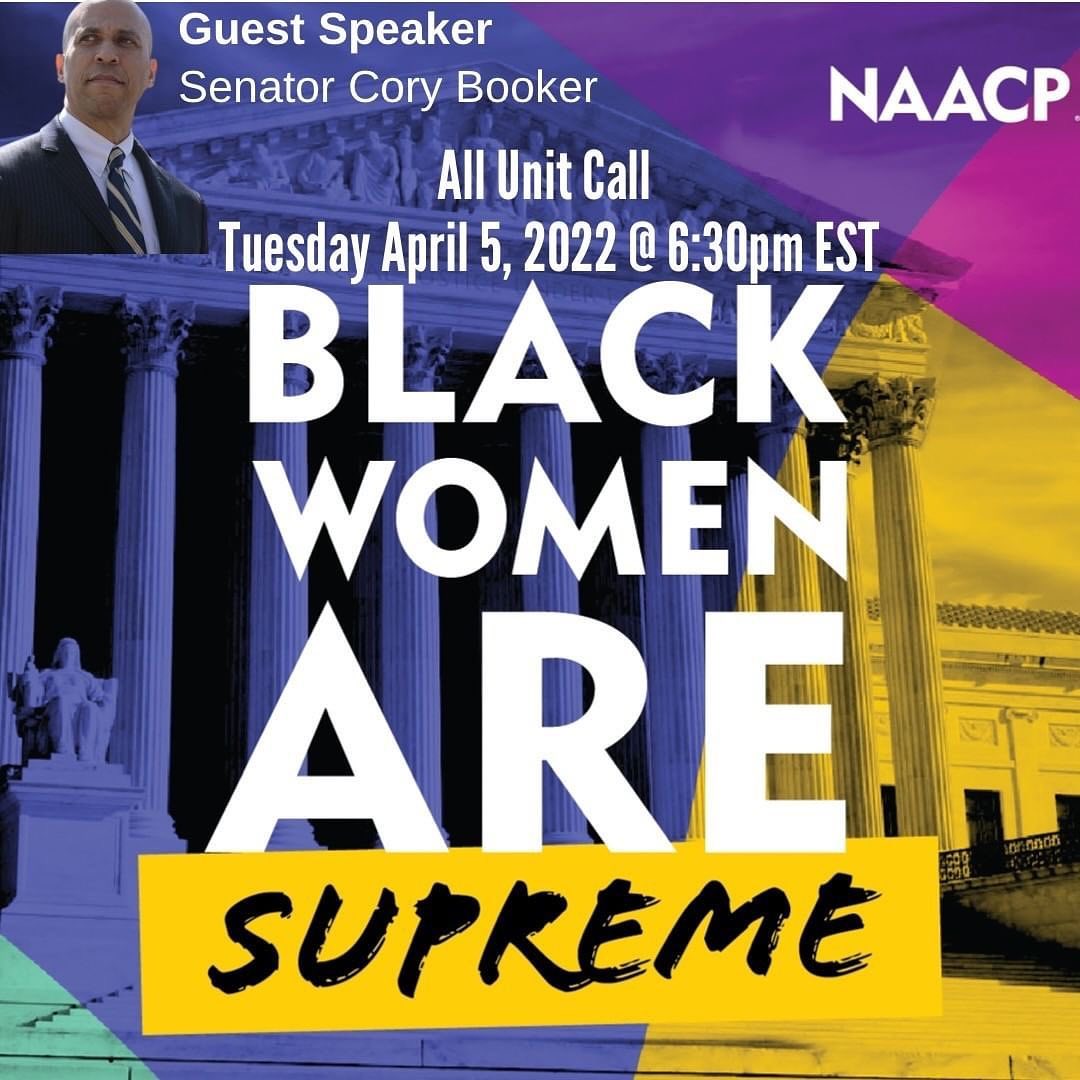 Guest Speaker
Senator Cory Booker
NAACP.
All Unit Call
Tuesday April 5, 2022 @ 6:30pm EST
BLACK
WOMEN
ARE
SUPREME